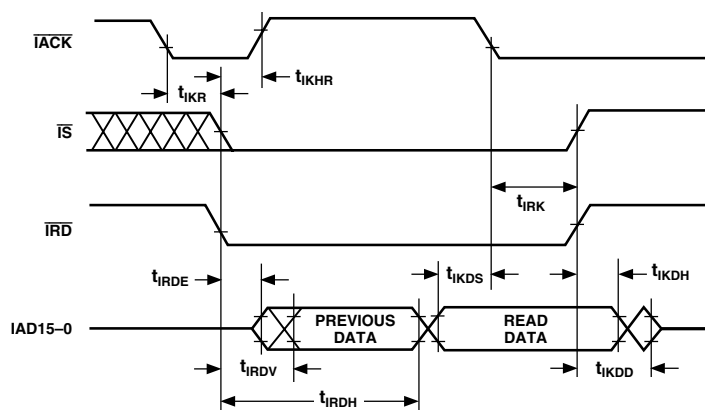 IACK
tIKR
tIKHR
IS
tIRK
IRD
tIRDE
tIKDS
tIKDH
IAD15–0
PREVIOUS
DATA
READ
DATA
tIRDV
tIKDD
tIRDH